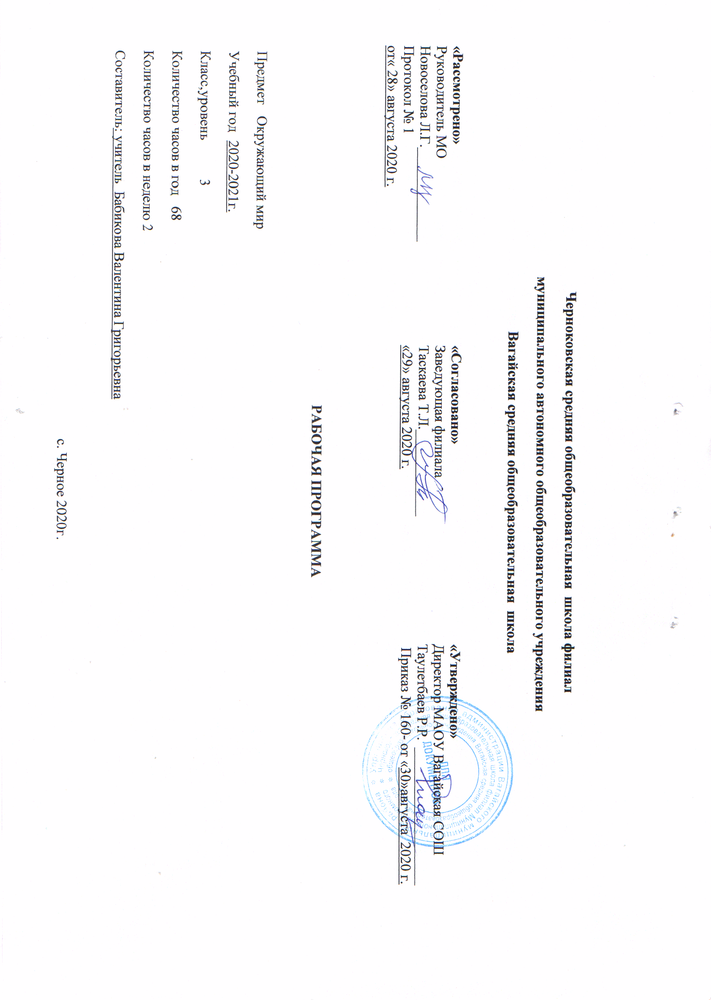 Черноковская средняя общеобразовательная школа филиал
муниципального автономного общеобразовательного учреждения
Вагайская средняя общеобразовательная школа
«Рассмотрено»
Руководитель МО
Новоселова Л.Г.
Протокол № 1
от« 28» августа 2020 г.
«Согласовано»
Заведующая филиала
Таскаева Т.Л.
«29» августа 2020 г.
«Утверждено»
Директор МАОУ Вагайская СОШ
Таулетбаев Р.Р.
Приказ № 160- от «30»августа 2020 г.
ДЛЯ
РАБОЧАЯ ПРОГРАММА
Предмет Окружающий мир
Учебный год 2020-2021г.
Класс,уровень 3
Количество часов в год 68
Количество часов в неделю 2
Составитель: учитель Бабикова Валентина Григорьевна
с. Черное 2020г.